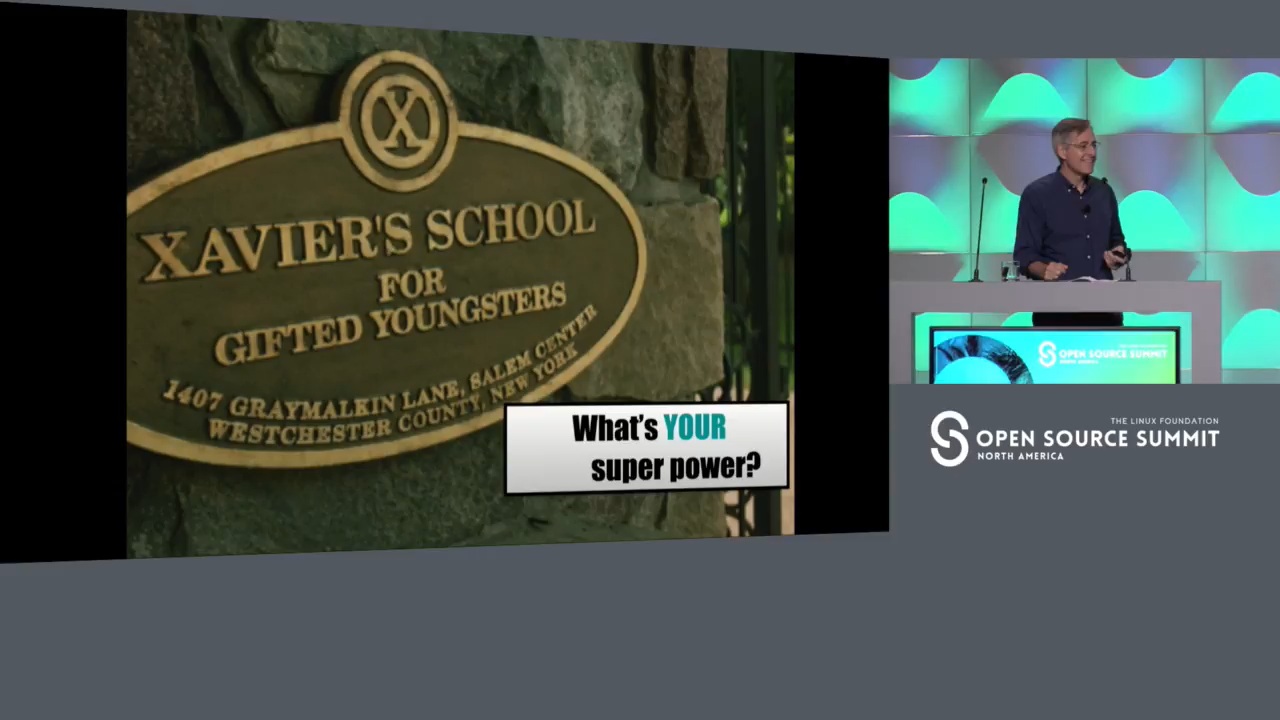 X
XAVIER'S SCHOOL
FOR
GIFTED YOUNGSTERS
1407 GRAYMALKIN LANE, SALEM CENTER
WESTCHESTER COUNTY, NEW YORK
What's YOUR
super power?
OPEN SOURCE SUMMIT
THE LINUX FOUNDATION
OPEN SOURCE SUMMIT
NORTH AMERICA